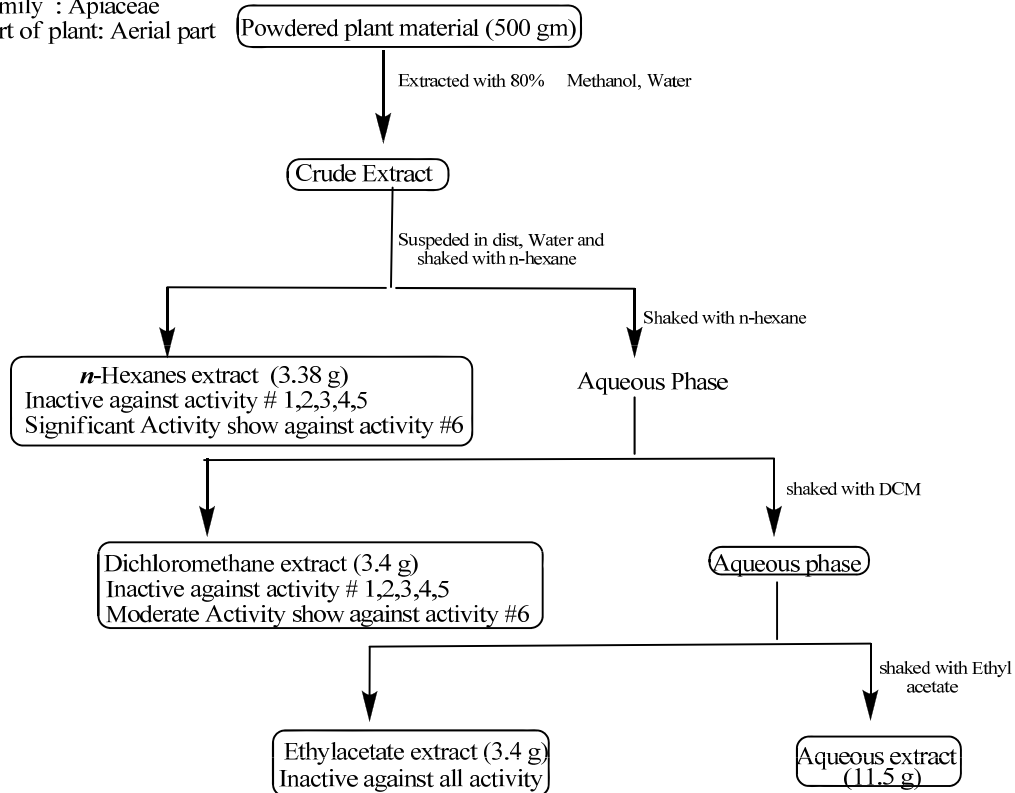 mily : Apiaceae
rt of plant: Aerial part
Powdered plant material (500 gm)
Extracted with 80% Methanol, Water
Crude Extract
Suspeded in dist, Water and
shaked with n-hexane
Shaked with n-hexane
n-Hexanes extract (3.38 g)
Inactive against activity # 1,2,3,4,5
Significant Activity show against activity #6
Aqueous Phase
shaked with DCM
Dichloromethane extract (3.4 g)
Inactive against activity # 1,2,3,4,5
Moderate Activity show against activity #6
Aqueous phase
shaked with Ethyl
acetate
Ethylacetate extract (3.4 g)
Inactive against all activity
Aqueous extract
(11.5 g)